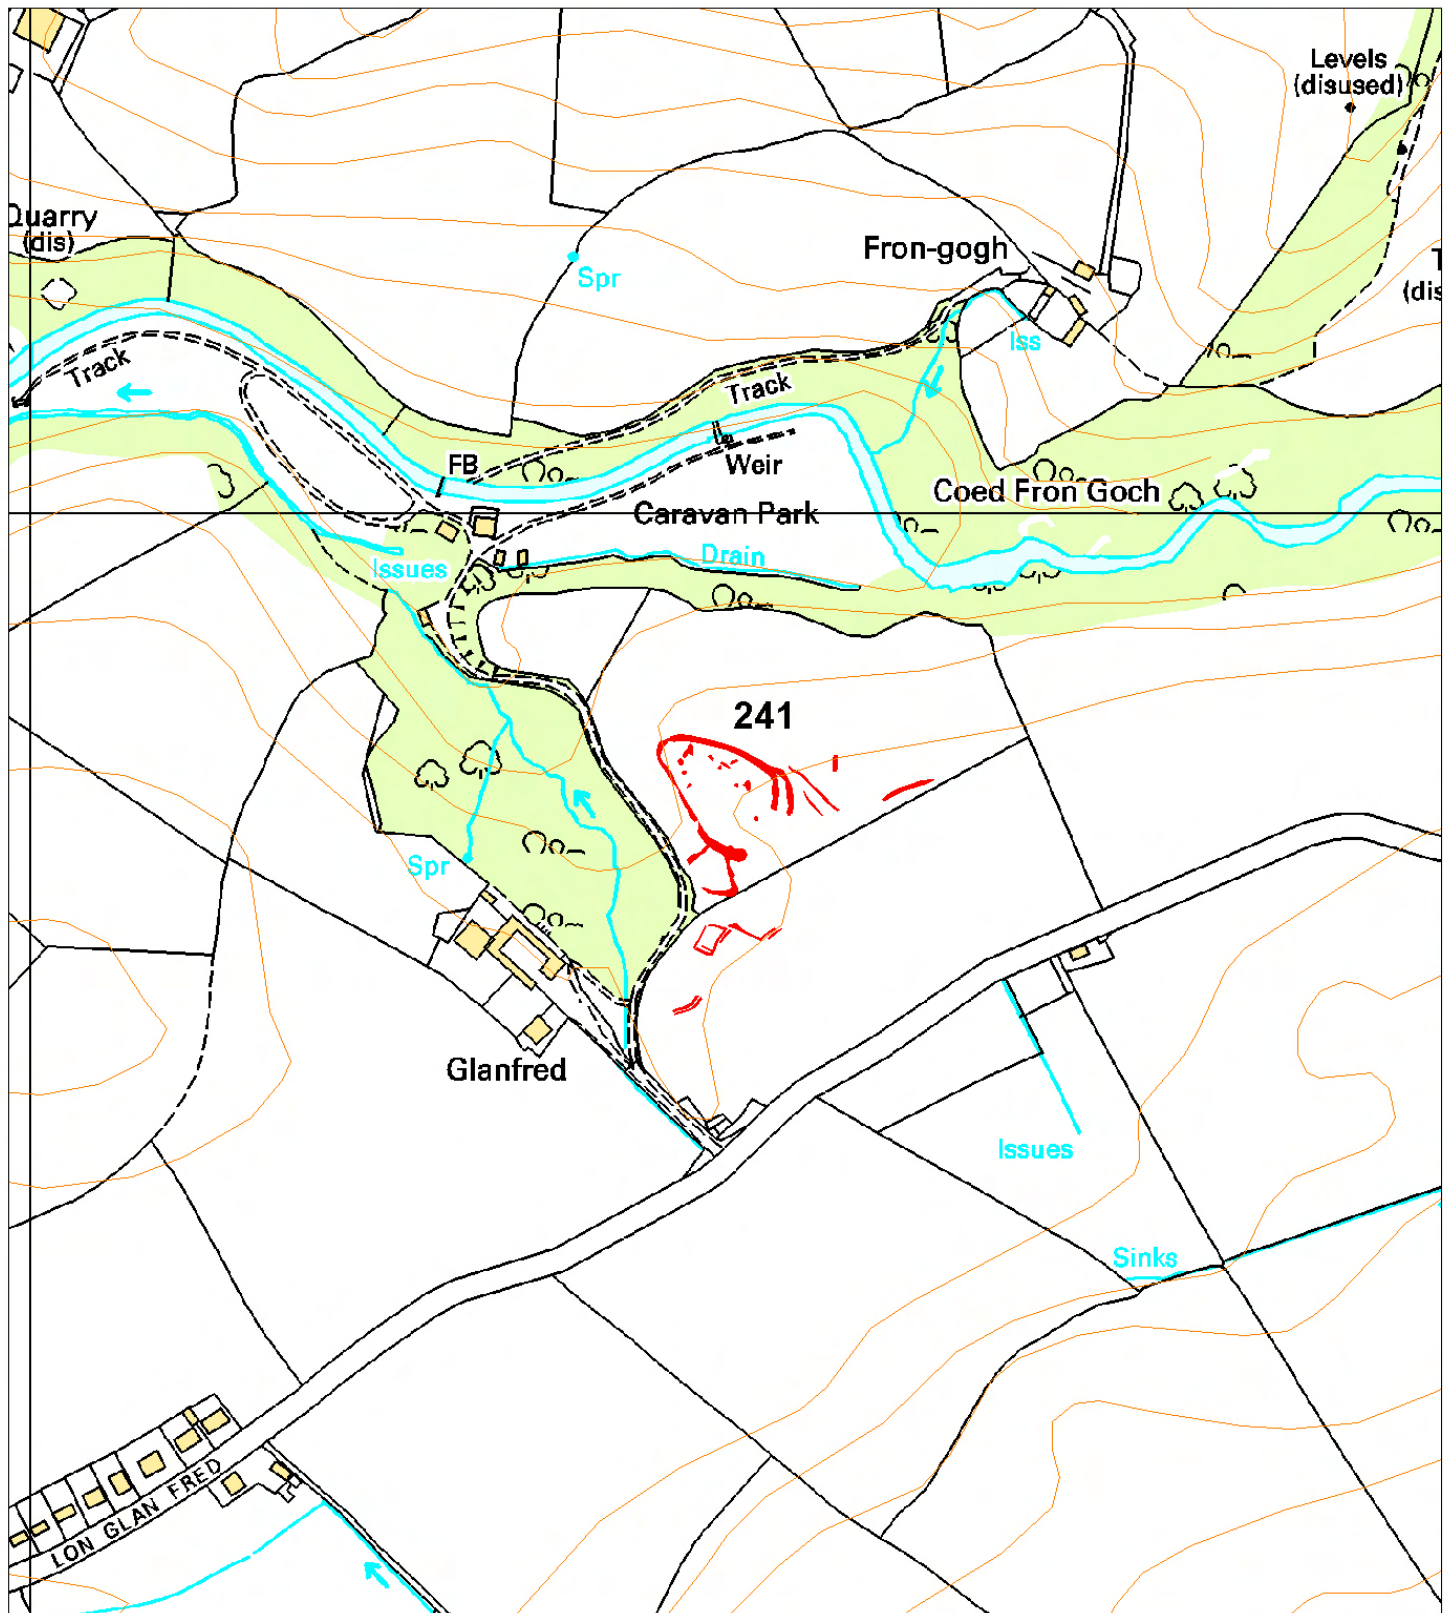 Levels
(disused)
Quarry
(dis)
Fron-gogh
Spr
(dis
Iss
Track
Track
FB
Weir
Coed Fron Goch
Caravan Park
Drain
Issues
241
Spr
Glanfred
Issues
Sinks
LON GLAN FRED